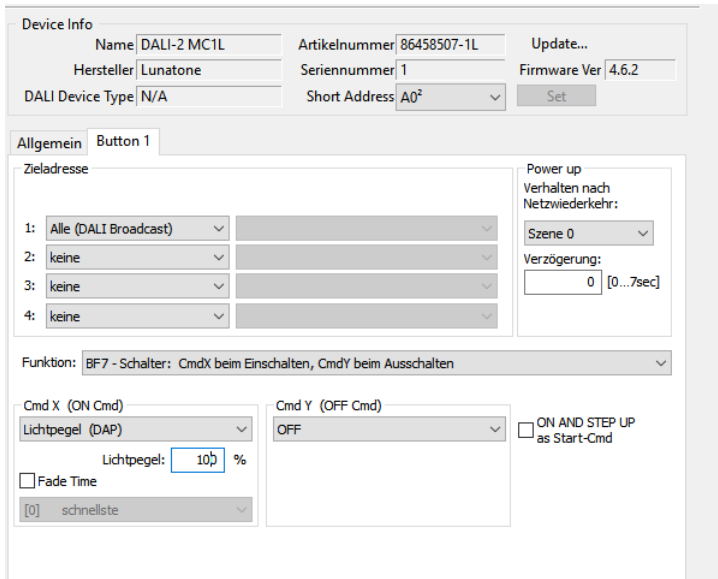 Device Info
Name DALI-2 MC1L Artikelnummer 86458507-1L Update...
Hersteller Lunatone Seriennummer 1 Firmware Ver 4.6.2
DALI Device Type N/A Short Address A0² Set
Allgemein Button 1
Zieladresse
1: Alle (DALI Broadcast)
2: keine
3: keine
4: keine
Power up
Verhalten nach
Netzwiederkehr:
Szene 0
Verzögerung:
0 [0...7sec]
Funktion: BF7 - Schalter: CmdX beim Einschalten, CmdY beim Ausschalten
Cmd X (ON Cmd)
Lichtpegel (DAP)
Lichtpegel: 100 %
Fade Time
[0] schnellste
Cmd Y (OFF Cmd)
OFF
ON AND STEP UP
as Start-Cmd